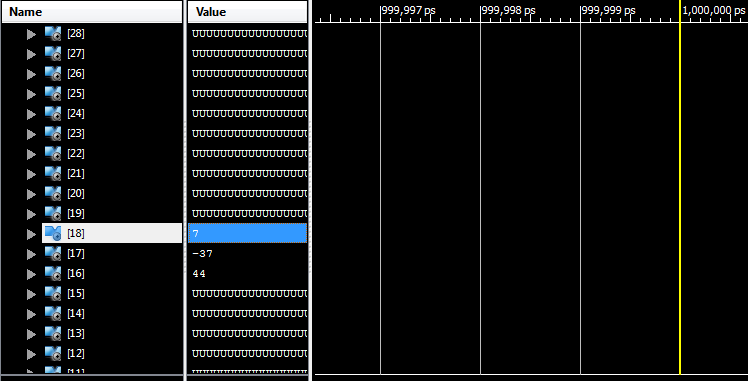 Name Value 999,997 ps 999,998 ps 999,999 ps 1,000,000 ps
[28] UUUUUUUUUUUUUUUU
[27] UUUUUUUUUUUUUUUU
[26] UUUUUUUUUUUUUUUU
[25] UUUUUUUUUUUUUUUU
[24] UUUUUUUUUUUUUUUU
[23] UUUUUUUUUUUUUUUU
[22] UUUUUUUUUUUUUUUU
[21] UUUUUUUUUUUUUUUU
[20] UUUUUUUUUUUUUUUU
[19] UUUUUUUUUUUUUUUU
[18] 7
[17] -37
[16] 44
[15] UUUUUUUUUUUUUUUU
[14] UUUUUUUUUUUUUUUU
[13] UUUUUUUUUUUUUUUU
[12] UUUUUUUUUUUUUUUU
[11] UUUUUUUUUUUUUUUU